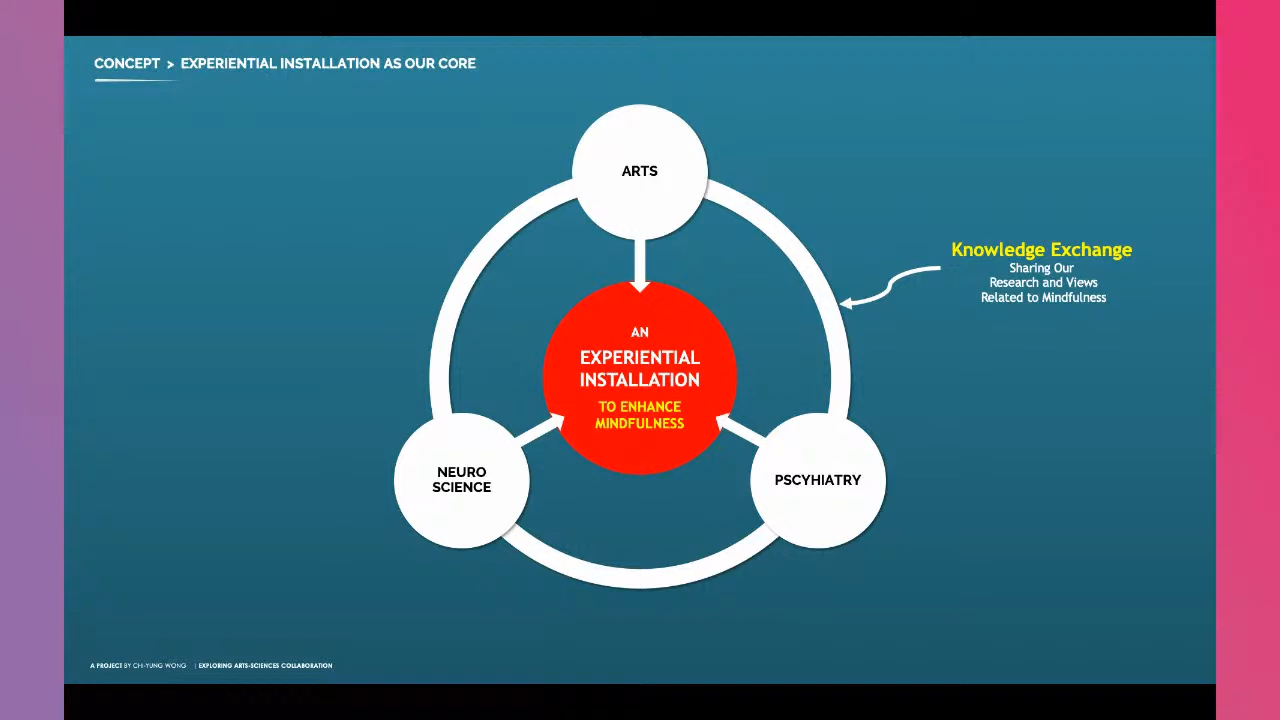 CONCEPT > EXPERIENTIAL INSTALLATION AS OUR CORE
ARTS
Knowledge Exchange
Sharing Our
Research and Views
Related to Mindfulness
AN
EXPERIENTIAL
INSTALLATION
TO ENHANCE
MINDFULNESS
NEURO
SCIENCE
PSCYHIATRY
A PROJECT BY CHI-YUNG WONG | EXPLORING ARTS-SCIENCES COLLABORATION